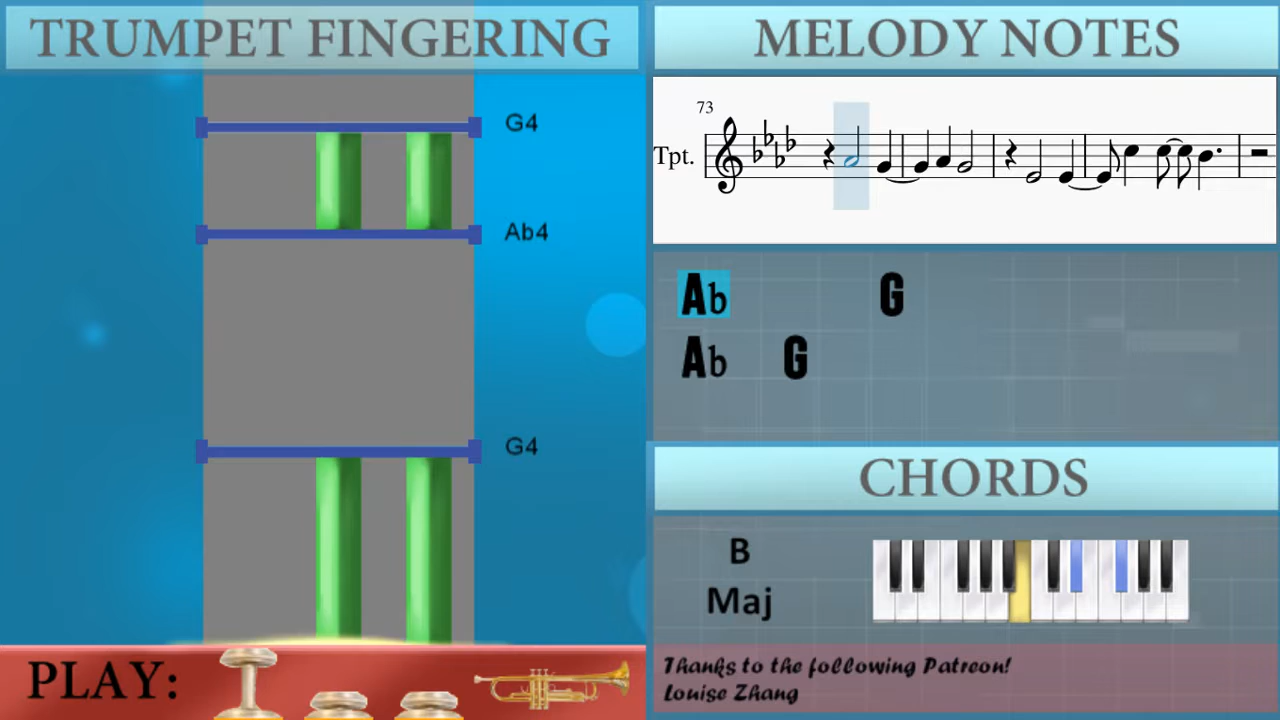 TRUMPET FINGERING
G4
Ab4
G4
PLAY:
MELODY NOTES
73
Tpt.
Ab G
Ab G
CHORDS
B
Maj
Thanks to the following Patreon!
Louise Zhang